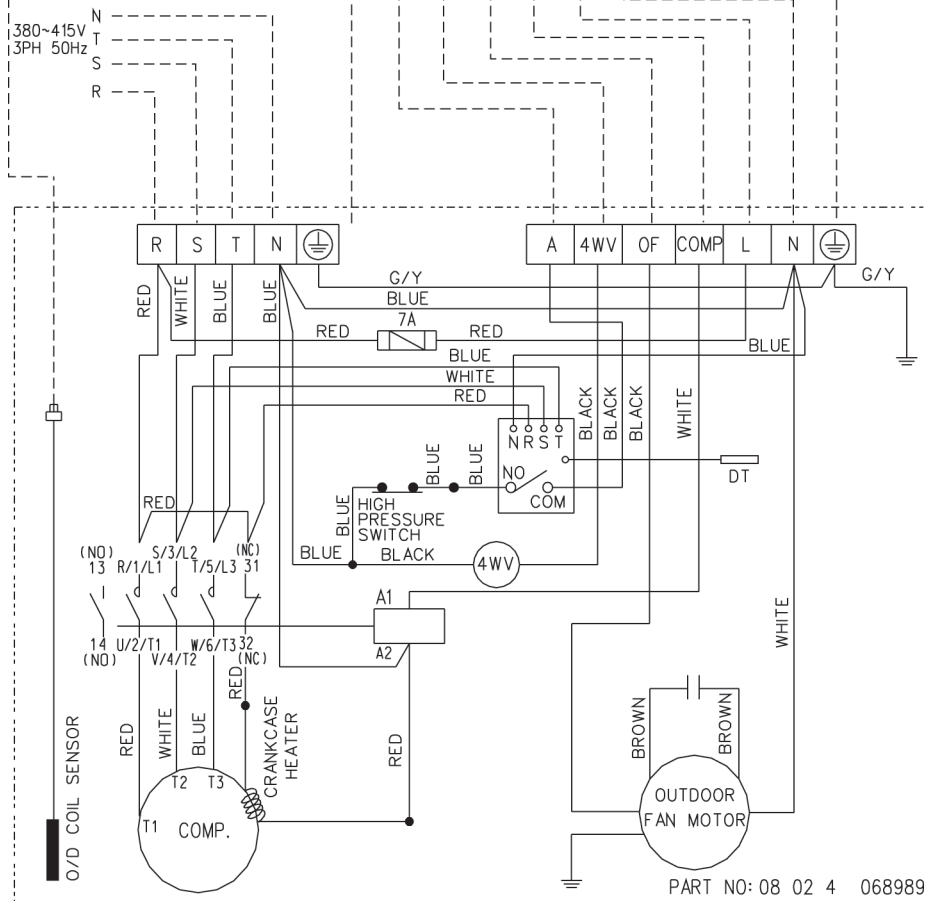 N
380~415V
3PH 50Hz
T
S
R
R S T N
A 4WV OF COMP L N
G/Y
G/Y
BLUE
RED
WHITE
BLUE
BLUE
7A
RED
RED
BLUE
BLUE
WHITE
RED
BLACK
BLACK
BLACK
WHITE
N R S T
NO
COM
DT
BLUE
BLUE
HIGH
PRESSURE
SWITCH
BLUE
RED
BLUE
BLACK
4WV
(NO)
13
R/1/L1
S/3/L2
T/5/L3
(NC)
31
A1
A2
14
(NO)
U/2/T1
V/4/T2
W/6/T3
32
(NC)
RED
CRANKCASE
HEATER
RED
WHITE
BLUE
RED
WHITE
BROWN
BROWN
T1
T2
T3
COMP.
O/D COIL SENSOR
OUTDOOR
FAN MOTOR
PART NO: 08 02 4 068989